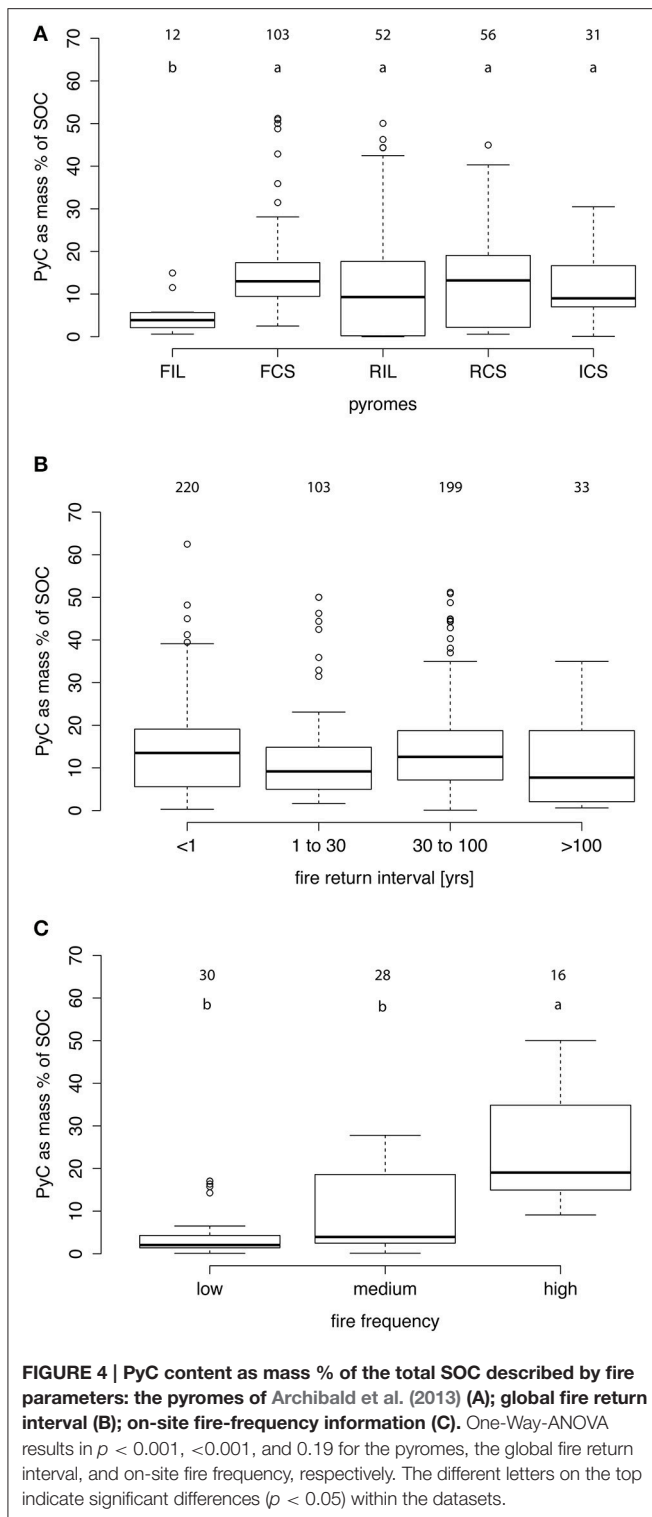 A
PyC as mass % of SOC
70
60
50
40
30
20
10
0
12 103 52 56 31
b a a a a
FIL FCS RIL RCS ICS
pyromes
B
PyC as mass % of SOC
70
60
50
40
30
20
10
0
220 103 199 33
<1 1 to 30 30 to 100 >100
fire return interval [yrs]
C
PyC as mass % of SOC
70
60
50
40
30
20
10
0
30 28 16
b b a
low medium high
fire frequency
FIGURE 4 | PyC content as mass % of the total SOC described by fire
parameters: the pyromes of Archibald et al. (2013) (A); global fire return
interval (B); on-site fire-frequency information (C). One-Way-ANOVA
results in p < 0.001, <0.001, and 0.19 for the pyromes, the global fire return
interval, and on-site fire frequency, respectively. The different letters on the top
indicate significant differences (p < 0.05) within the datasets.